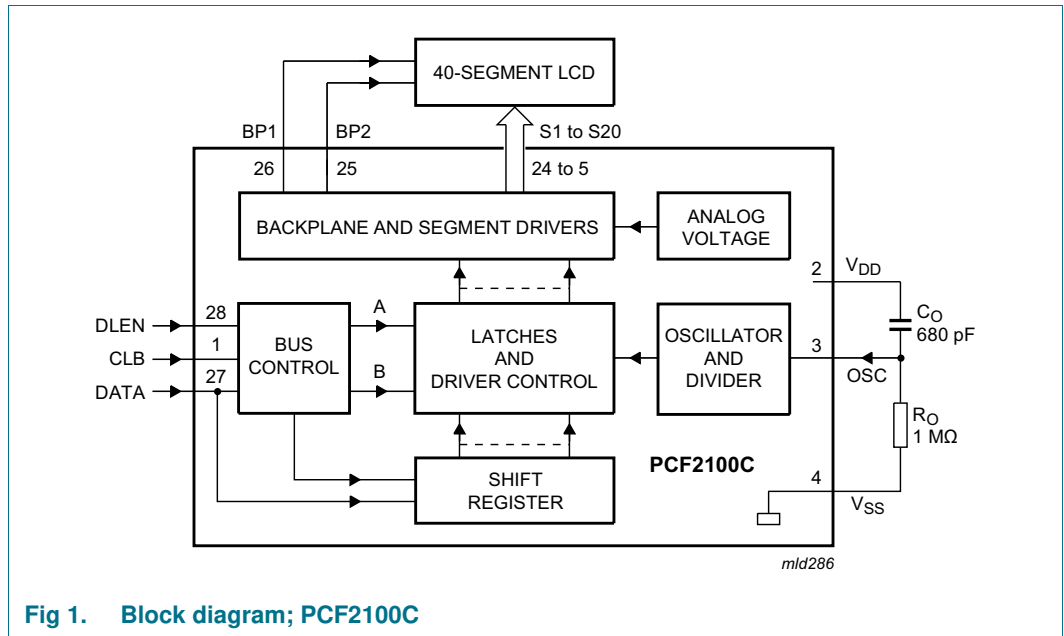 40-SEGMENT LCD
BP1
BP2
S1 to S20
26
25
24 to 5
BACKPLANE AND SEGMENT DRIVERS
ANALOG
VOLTAGE
2
VDD
DLEN
28
CLB
1
DATA
27
BUS
CONTROL
A
B
LATCHES
AND
DRIVER CONTROL
OSCILLATOR
AND
DIVIDER
3
OSC
CO
680 pF
RO
1 MΩ
SHIFT
REGISTER
PCF2100C
4
VSS
mld286
Fig 1. Block diagram; PCF2100C